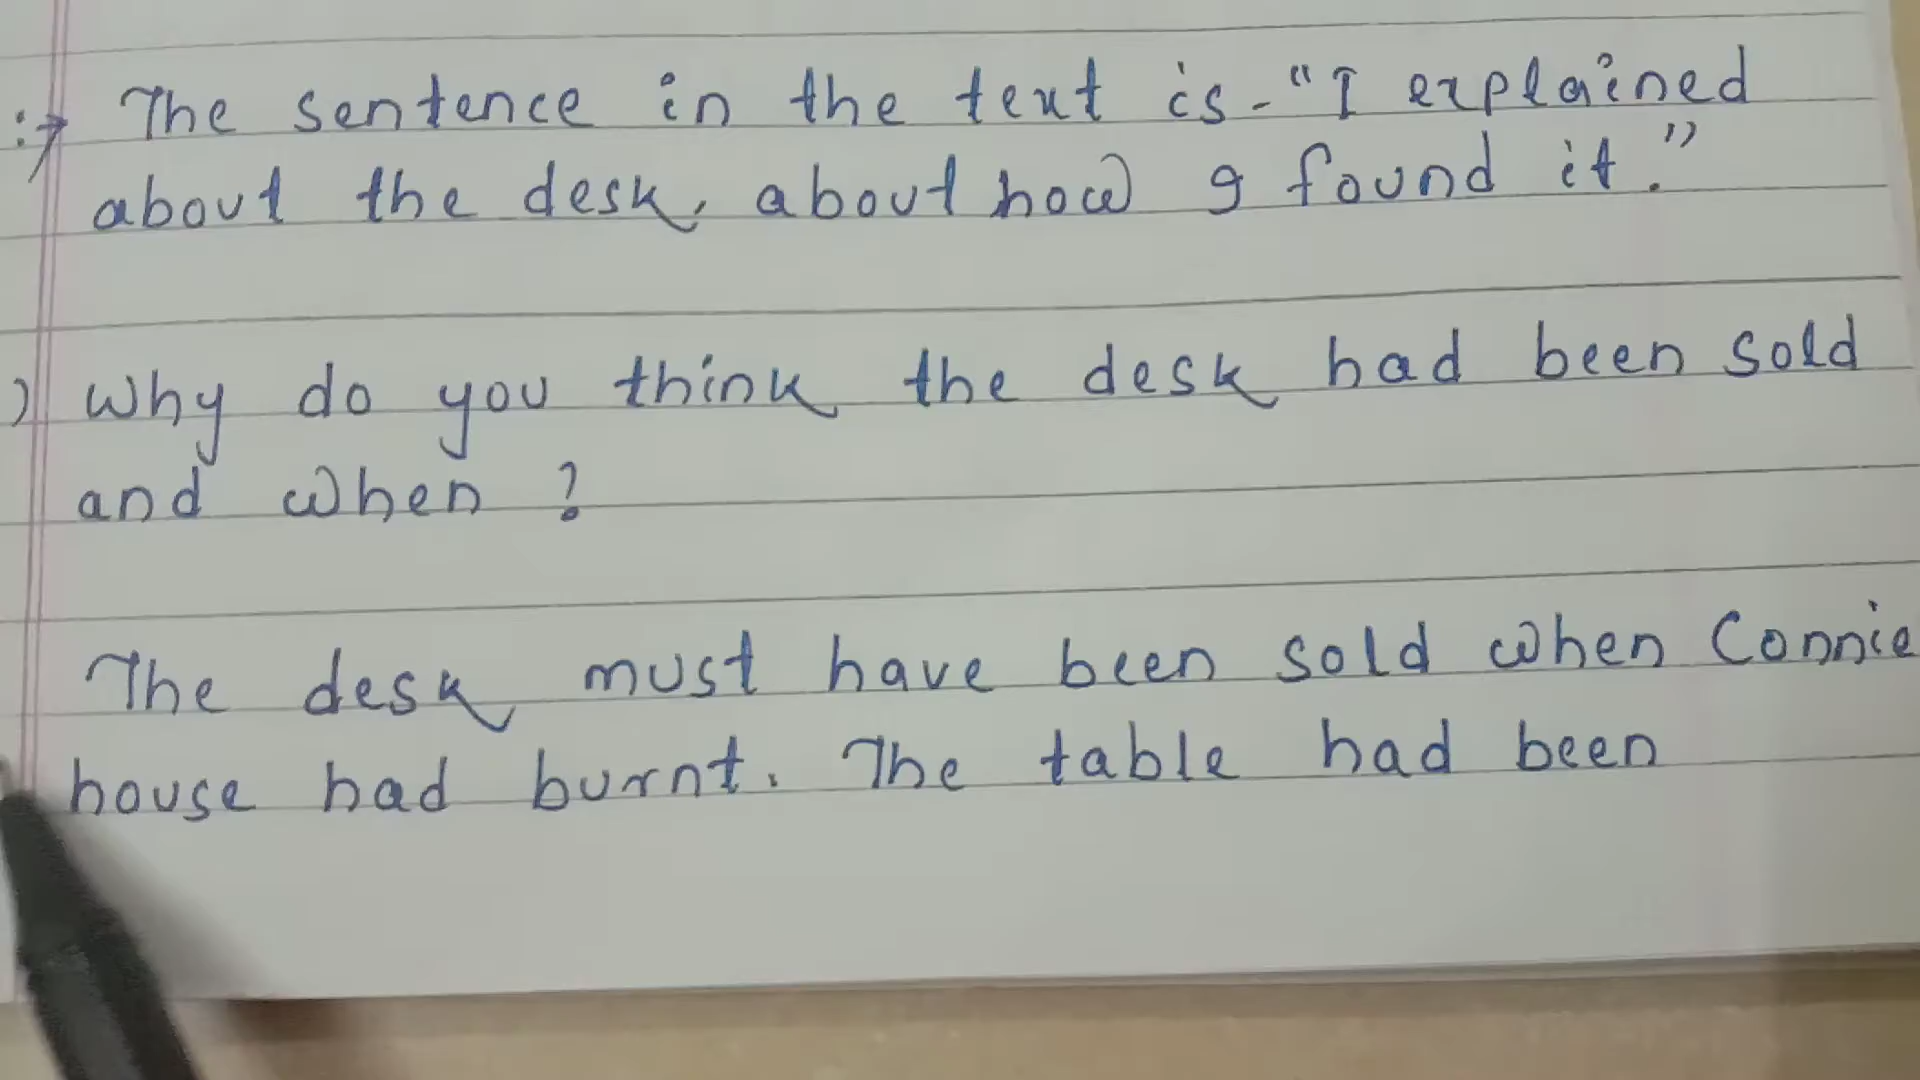 :→ The sentence in the text is - "I explained
about the desk, about how I found it."
) Why do you think the desk had been sold
and when ?
The desk must have been sold when Connie
house had burnt. The table had been